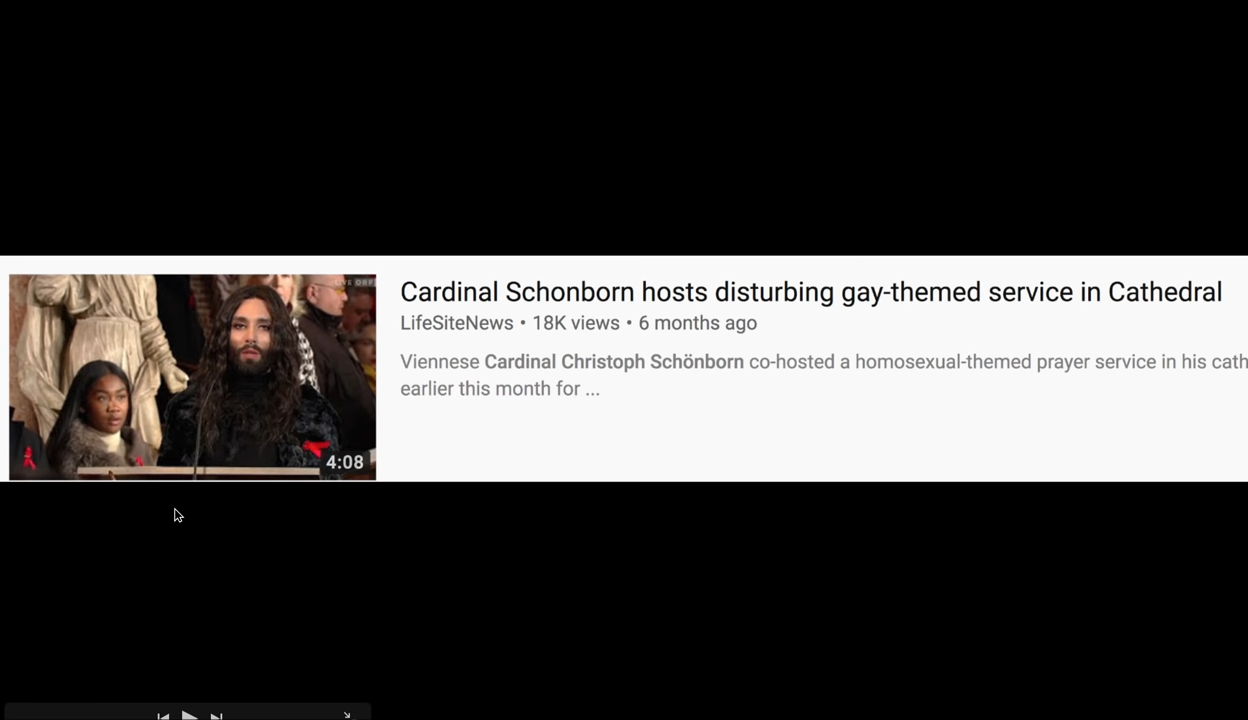 Cardinal Schonborn hosts disturbing gay-themed service in Cathedral
LifeSiteNews • 18K views • 6 months ago
Viennese Cardinal Christoph Schönborn co-hosted a homosexual-themed prayer service in his cath
earlier this month for ...
4:08